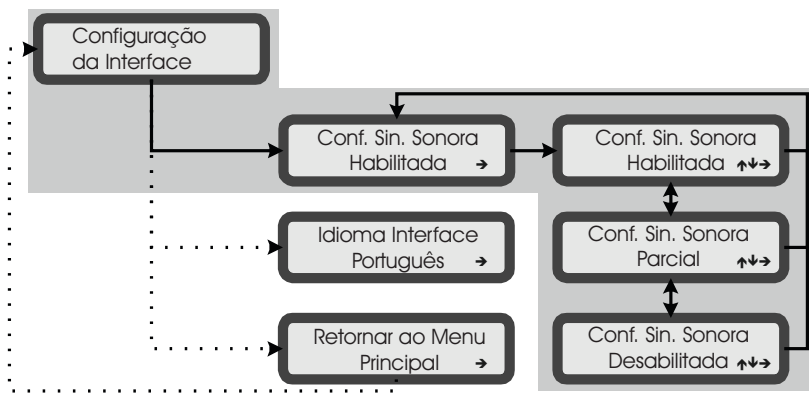 Configuração
da Interface
Conf. Sin. Sonora
Habilitada →
Conf. Sin. Sonora
Habilitada ↑↓→
Idioma Interface
Português →
Conf. Sin. Sonora
Parcial ↑↓→
Retornar ao Menu
Principal →
Conf. Sin. Sonora
Desabilitada ↑↓→